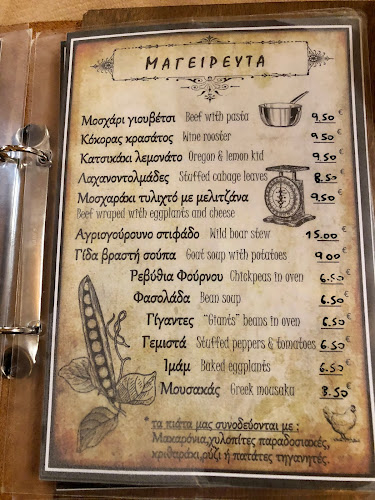 ΜΑΓΕΙΡΕΥΤΑ
Μοσχάρι γιουβέτσι Beef with pasta 9.50 €
Κόκορας κρασάτος Wine rooster 9.50 €
Κατσικάκι λεμονάτο Oregon & lemon kid 9.50 €
Λαχανοντολμάδες Stuffed cabage leaves 8.50 €
Μοσχαράκι τυλιχτό με μελιτζάνα 9.50 €
Beef wraped with eggplants and cheese
Αγριογούρουνο στιφάδο Wild boar stew 15.00 €
Γίδα βραστή σούπα Goat soup with potatoes 9.00 €
Ρεβύθια Φούρνου Chickpeas in oven 6.50 €
Φασολάδα Bean soup 6.50 €
Γίγαντες "Giants" beans in oven 6.50 €
Γεμιστά Stuffed peppers & tomatoes 6.50 €
Ιμάμ Baked eggplants 6.50 €
Μουσακάς Greek mousaka 8.50 €
* τα πιάτα μας συνοδεύονται με :
Μακαρόνια,χυλοπίτες παραδοσιακές,
κριθαράκι,ρύζι ή πατάτες τηγανητές.